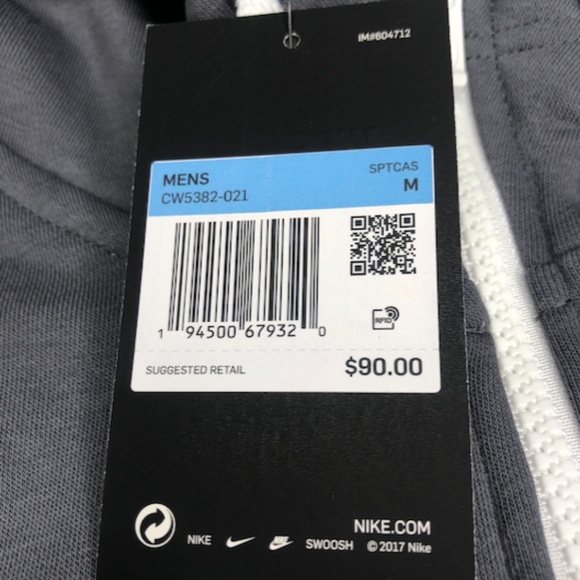 IM#604712
MENS SPTCAS
CW5382-021 M
1 94500 67932 0
RFID
SUGGESTED RETAIL $90.00
NIKE.COM
NIKE SWOOSH © 2017 Nike